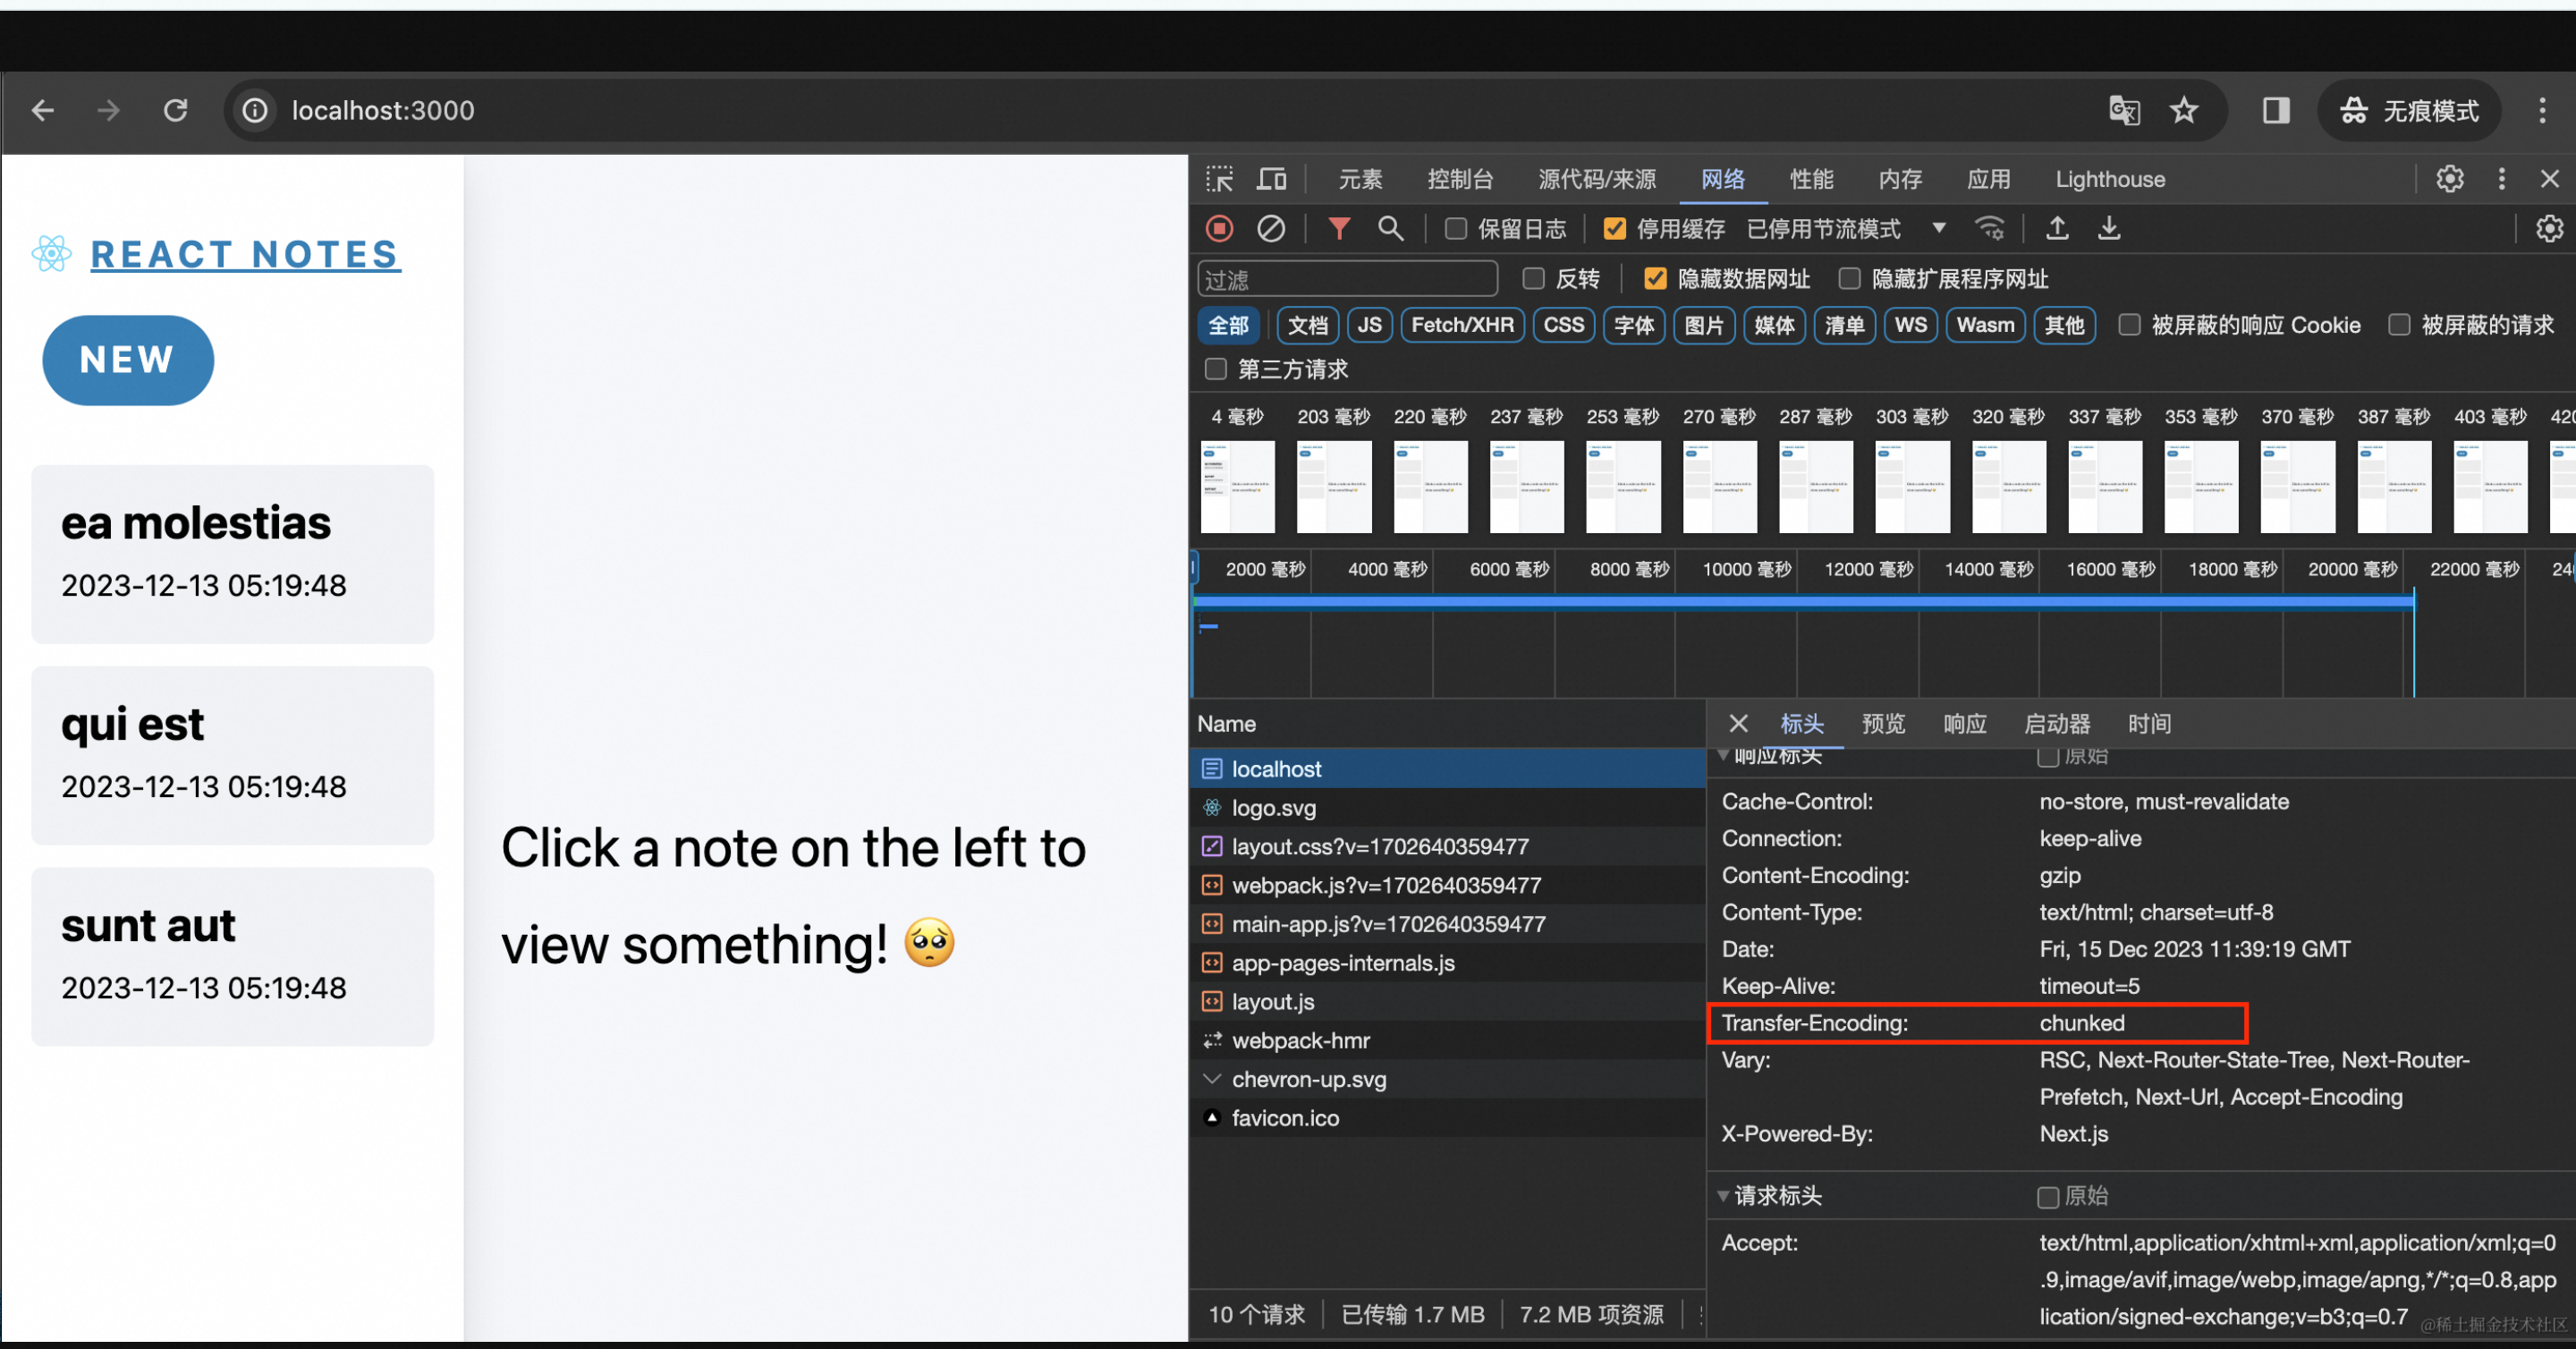 localhost:3000
无痕模式
REACT NOTES
NEW
ea molestias
2023-12-13 05:19:48
qui est
2023-12-13 05:19:48
sunt aut
2023-12-13 05:19:48
Click a note on the left to
view something! 🥺
元素 控制台 源代码/来源 网络 性能 内存 应用 Lighthouse
保留日志 停用缓存 已停用节流模式
过滤 反转 隐藏数据网址 隐藏扩展程序网址
全部 文档 JS Fetch/XHR CSS 字体 图片 媒体 清单 WS Wasm 其他 被屏蔽的响应 Cookie 被屏蔽的请求
第三方请求
4 毫秒 203 毫秒 220 毫秒 237 毫秒 253 毫秒 270 毫秒 287 毫秒 303 毫秒 320 毫秒 337 毫秒 353 毫秒 370 毫秒 387 毫秒 403 毫秒
2000 毫秒 4000 毫秒 6000 毫秒 8000 毫秒 10000 毫秒 12000 毫秒 14000 毫秒 16000 毫秒 18000 毫秒 20000 毫秒 22000 毫秒
Name
localhost
logo.svg
layout.css?v=1702640359477
webpack.js?v=1702640359477
main-app.js?v=1702640359477
app-pages-internals.js
layout.js
webpack-hmr
chevron-up.svg
favicon.ico
10 个请求 已传输 1.7 MB 7.2 MB 项资源
标头 预览 响应 启动器 时间
响应标头 原始
Cache-Control: no-store, must-revalidate
Connection: keep-alive
Content-Encoding: gzip
Content-Type: text/html; charset=utf-8
Date: Fri, 15 Dec 2023 11:39:19 GMT
Keep-Alive: timeout=5
Transfer-Encoding: chunked
Vary: RSC, Next-Router-State-Tree, Next-Router-
Prefetch, Next-Url, Accept-Encoding
X-Powered-By: Next.js
请求标头 原始
Accept: text/html,application/xhtml+xml,application/xml;q=0
.9,image/avif,image/webp,image/apng,*/*;q=0.8,app
lication/signed-exchange;v=b3;q=0.7
@稀土掘金技术社区